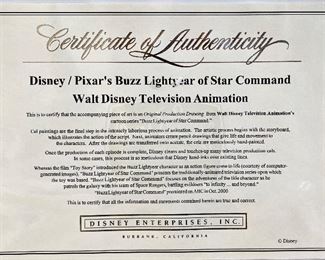 Certificate of Authenticity
Disney / Pixar's Buzz Lightyear of Star Command
Walt Disney Television Animation
This is to certify that the accompanying piece of art is an Original Production Drawing from Walt Disney Television Animation's
cartoon series "Buzz Lightyear of Star Command."
Cel paintings are the final step in the intensely laborious process of animation. The artistic process begins with the storyboard,
which illustrates the action of the script. Next, animators create pencil drawings that give life and movement to the
characters. After the drawings are transferred onto acetate, the cels are meticulously hand-painted.
Once the production of each episode is complete, Disney cleans and touches-up many television production cels.
In some cases, this process is so meticulous that Disney hand-inks over existing lines.
Whereas the film "Toy Story" introduced the Buzz Lightyear character as an action figure come to life (courtesy of computer-
generated images), "Buzz Lightyear of Star Command" presents the traditionally-animated television series upon which
the toy was based. "Buzz Lightyear of Star Command" focuses on the adventures of the title character as he
patrols the galaxy with his team of Space Rangers, battling evildoers "to infinity ... and beyond."
"Buzz Lightyear of Star Command" premiered on ABC in Oct. 2000
This is to certify that all the information and statements contained herein are true and correct.
DISNEY ENTERPRISES, INC.
BURBANK, CALIFORNIA
© Disney